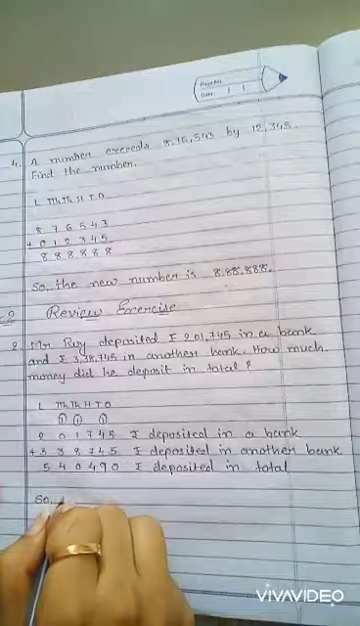 Page No.
Date
4. A number exceeds 8,76,543 by 12,345.
Find the number.
L TTh Th H T O
8 7 6 5 4 3
+ 0 1 2 3 4 5
8 8 8 8 8 8
So, the new number is 8,88,888.
-2 Review Exercise
2. Mr Roy deposited ₹ 2,01,745 in a bank
and ₹ 3,38,745 in another bank. How much
money did he deposit in total?
L TTh Th H T O
① ① ①
2 0 1 7 4 5 ₹ deposited in a bank
+ 3 3 8 7 4 5 ₹ deposited in another bank
5 4 0 4 9 0 ₹ deposited in total
So,
VIVAVIDEO